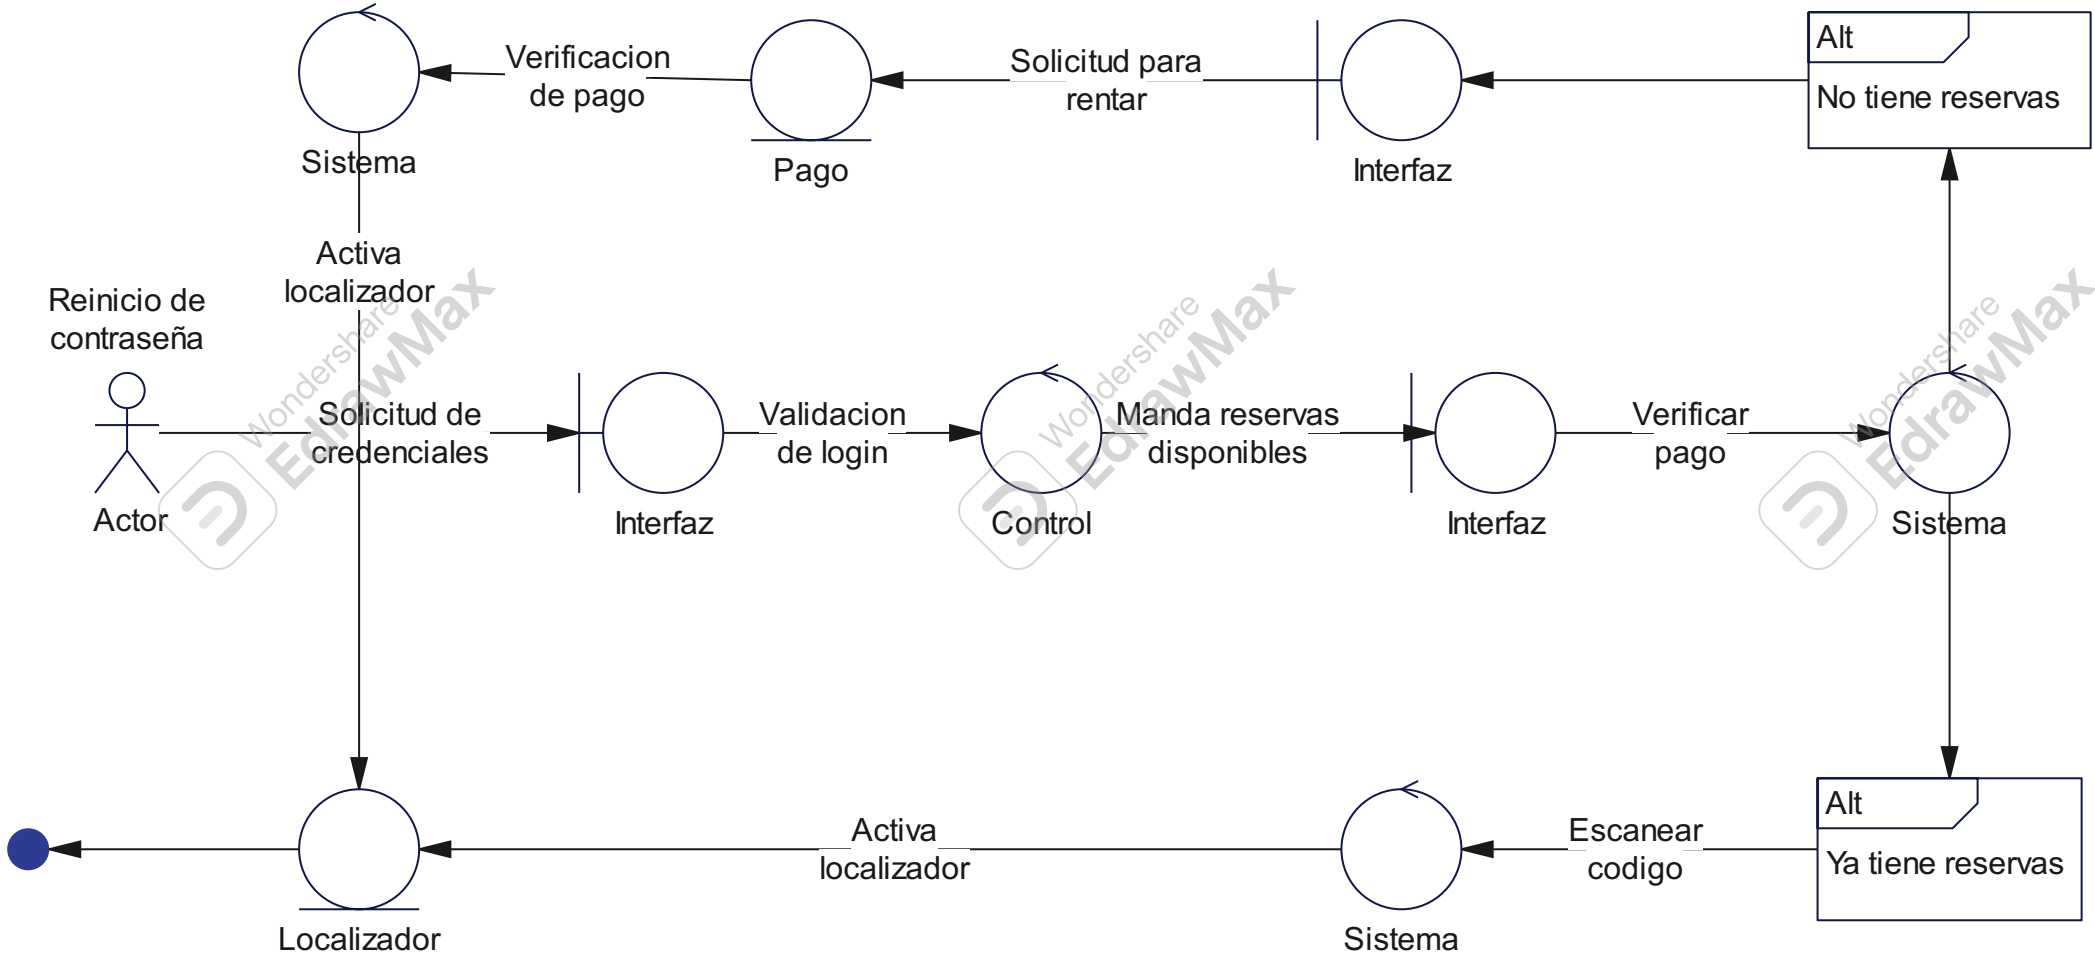 Alt
No tiene reservas
Solicitud para
rentar
Verificacion
de pago
Sistema
Pago
Interfaz
Activa
localizador
Reinicio de
contraseña
Actor
Solicitud de
credenciales
Interfaz
Validacion
de login
Control
Manda reservas
disponibles
Interfaz
Verificar
pago
Sistema
Wondershare
EdrawMax
Wondershare
EdrawMax
Wondershare
EdrawMax
Alt
Ya tiene reservas
Escanear
codigo
Sistema
Activa
localizador
Localizador